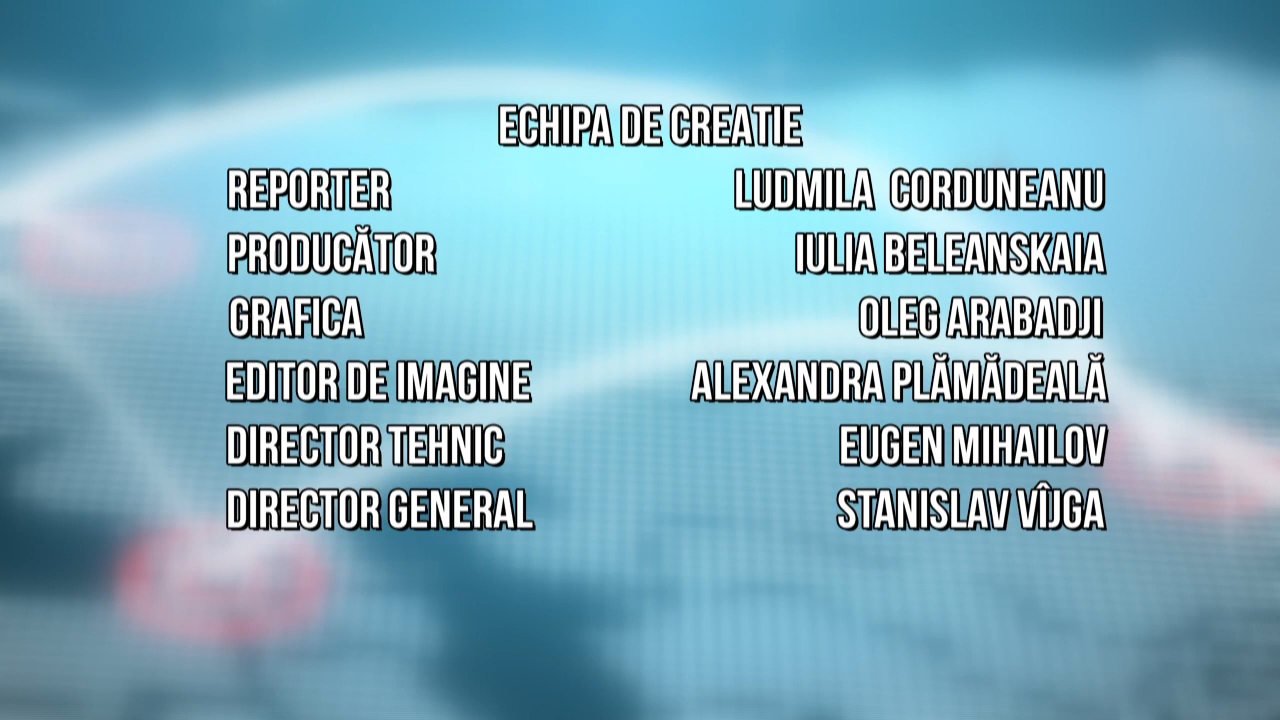 ECHIPA DE CREATIE
REPORTER LUDMILA CORDUNEANU
PRODUCĂTOR IULIA BELEANSKAIA
GRAFICA OLEG ARABADJI
EDITOR DE IMAGINE ALEXANDRA PLĂMĂDEALĂ
DIRECTOR TEHNIC EUGEN MIHAILOV
DIRECTOR GENERAL STANISLAV VÎJGA